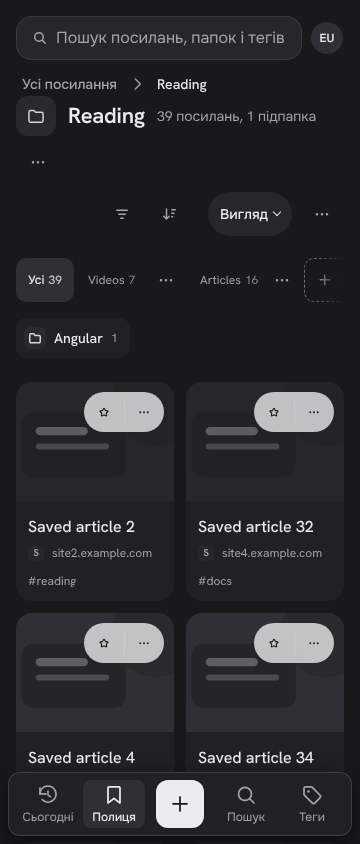 Пошук посилань, папок і тегів
EU
Усі посилання > Reading
Reading 39 посилань, 1 підпапка
...
Вигляд ...
Усі 39 Videos 7 ... Articles 16 ... +
Angular 1
Saved article 2
S site2.example.com
#reading
Saved article 32
S site4.example.com
#docs
Saved article 4
Saved article 34
Сьогодні Полиця + Пошук Теги